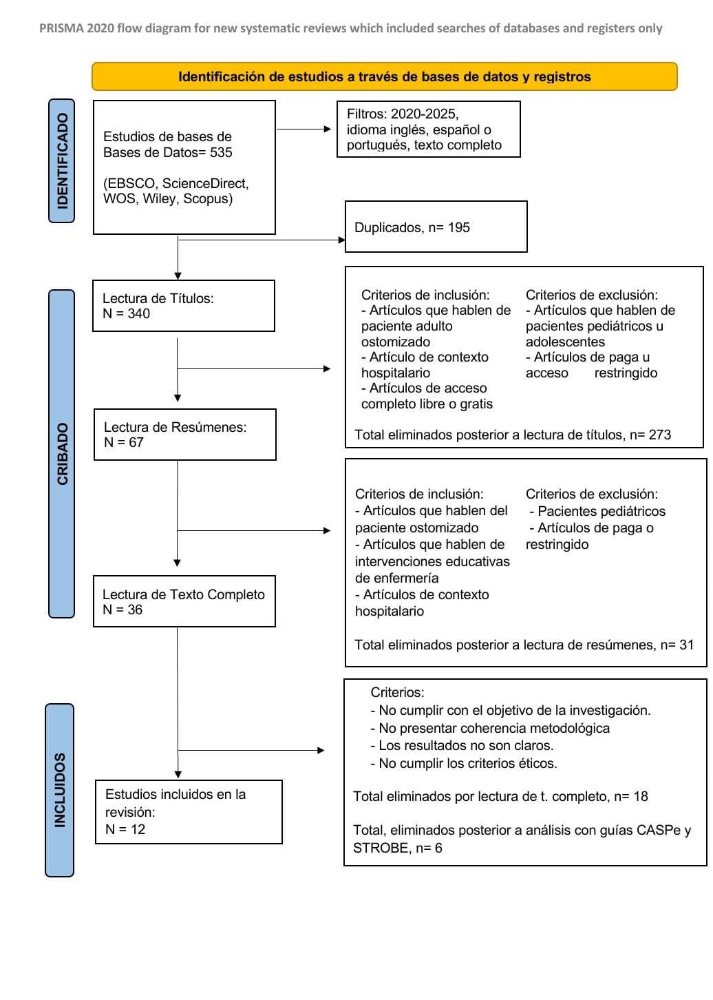 PRISMA 2020 flow diagram for new systematic reviews which included searches of databases and registers only
Identificación de estudios a través de bases de datos y registros
IDENTIFICADO
Estudios de bases de
Bases de Datos= 535
(EBSCO, ScienceDirect,
WOS, Wiley, Scopus)
Filtros: 2020-2025,
idioma inglés, español o
portugués, texto completo
Duplicados, n= 195
CRIBADO
Lectura de Títulos:
N = 340
Criterios de inclusión:
- Artículos que hablen de
paciente adulto
ostomizado
- Artículo de contexto
hospitalario
- Artículos de acceso
completo libre o gratis
Criterios de exclusión:
- Artículos que hablen de
pacientes pediátricos u
adolescentes
- Artículos de paga u
acceso restringido
Total eliminados posterior a lectura de títulos, n= 273
Lectura de Resúmenes:
N = 67
Criterios de inclusión:
- Artículos que hablen del
paciente ostomizado
- Artículos que hablen de
intervenciones educativas
de enfermería
- Artículos de contexto
hospitalario
Criterios de exclusión:
- Pacientes pediátricos
- Artículos de paga o
restringido
Total eliminados posterior a lectura de resúmenes, n= 31
Lectura de Texto Completo
N = 36
INCLUIDOS
Criterios:
- No cumplir con el objetivo de la investigación.
- No presentar coherencia metodológica
- Los resultados no son claros.
- No cumplir los criterios éticos.
Total eliminados por lectura de t. completo, n= 18
Total, eliminados posterior a análisis con guías CASPe y
STROBE, n= 6
Estudios incluidos en la
revisión:
N = 12